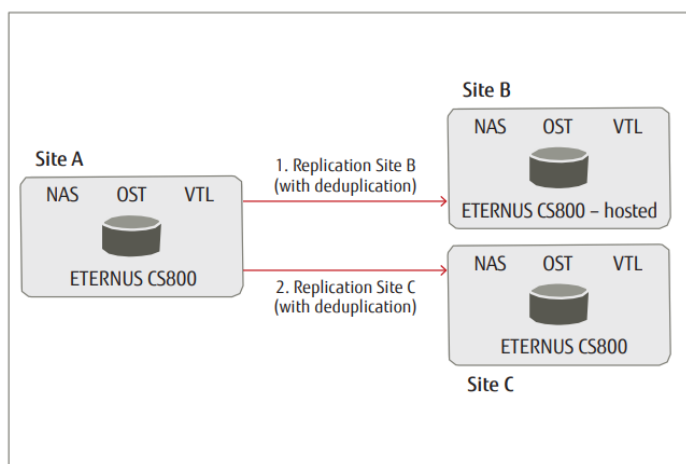 Site A
NAS OST VTL
ETERNUS CS800
1. Replication Site B
(with deduplication)
2. Replication Site C
(with deduplication)
Site B
NAS OST VTL
ETERNUS CS800 – hosted
NAS OST VTL
ETERNUS CS800
Site C